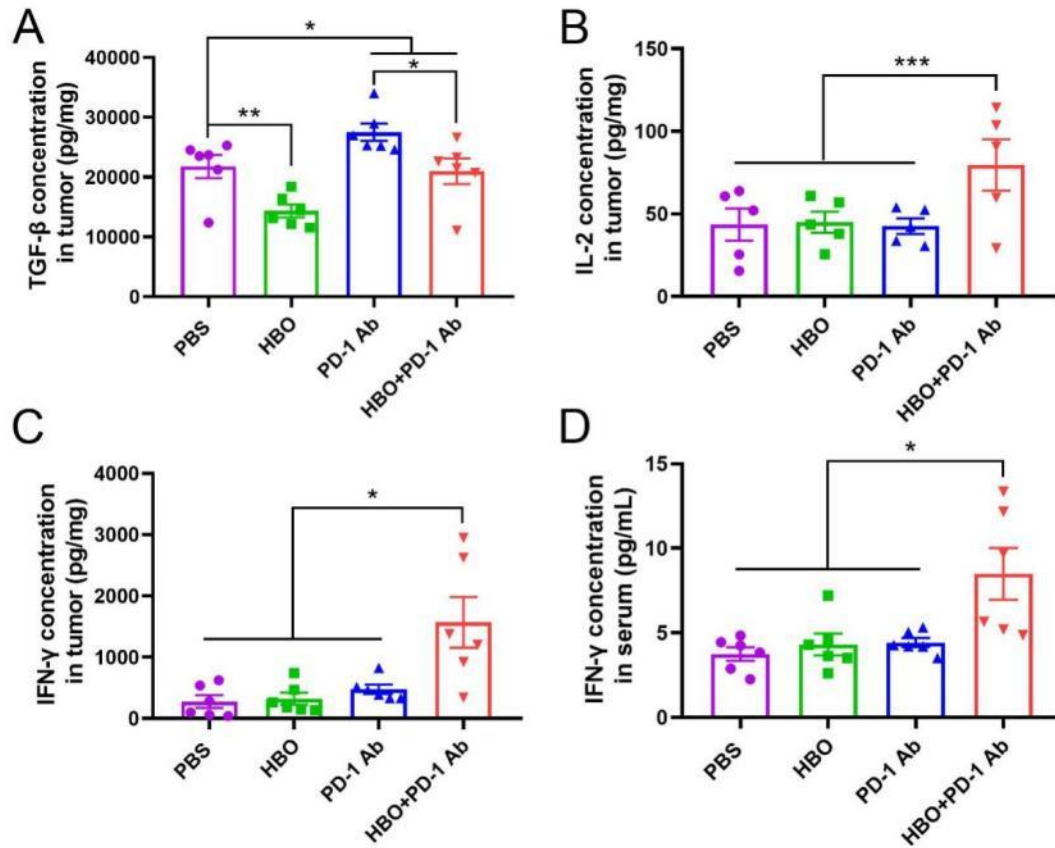 A
TGF-β concentration
in tumor (pg/mg)
40000
30000
20000
10000
0
*
*
**
PBS
HBO
PD-1 Ab
HBO+PD-1 Ab
B
IL-2 concentration
in tumor (pg/mg)
150
100
50
0
***
PBS
HBO
PD-1 Ab
HBO+PD-1 Ab
C
IFN-γ concentration
in tumor (pg/mg)
4000
3000
2000
1000
0
*
PBS
HBO
PD-1 Ab
HBO+PD-1 Ab
D
IFN-γ concentration
in serum (pg/mL)
15
10
5
0
*
PBS
HBO
PD-1 Ab
HBO+PD-1 Ab